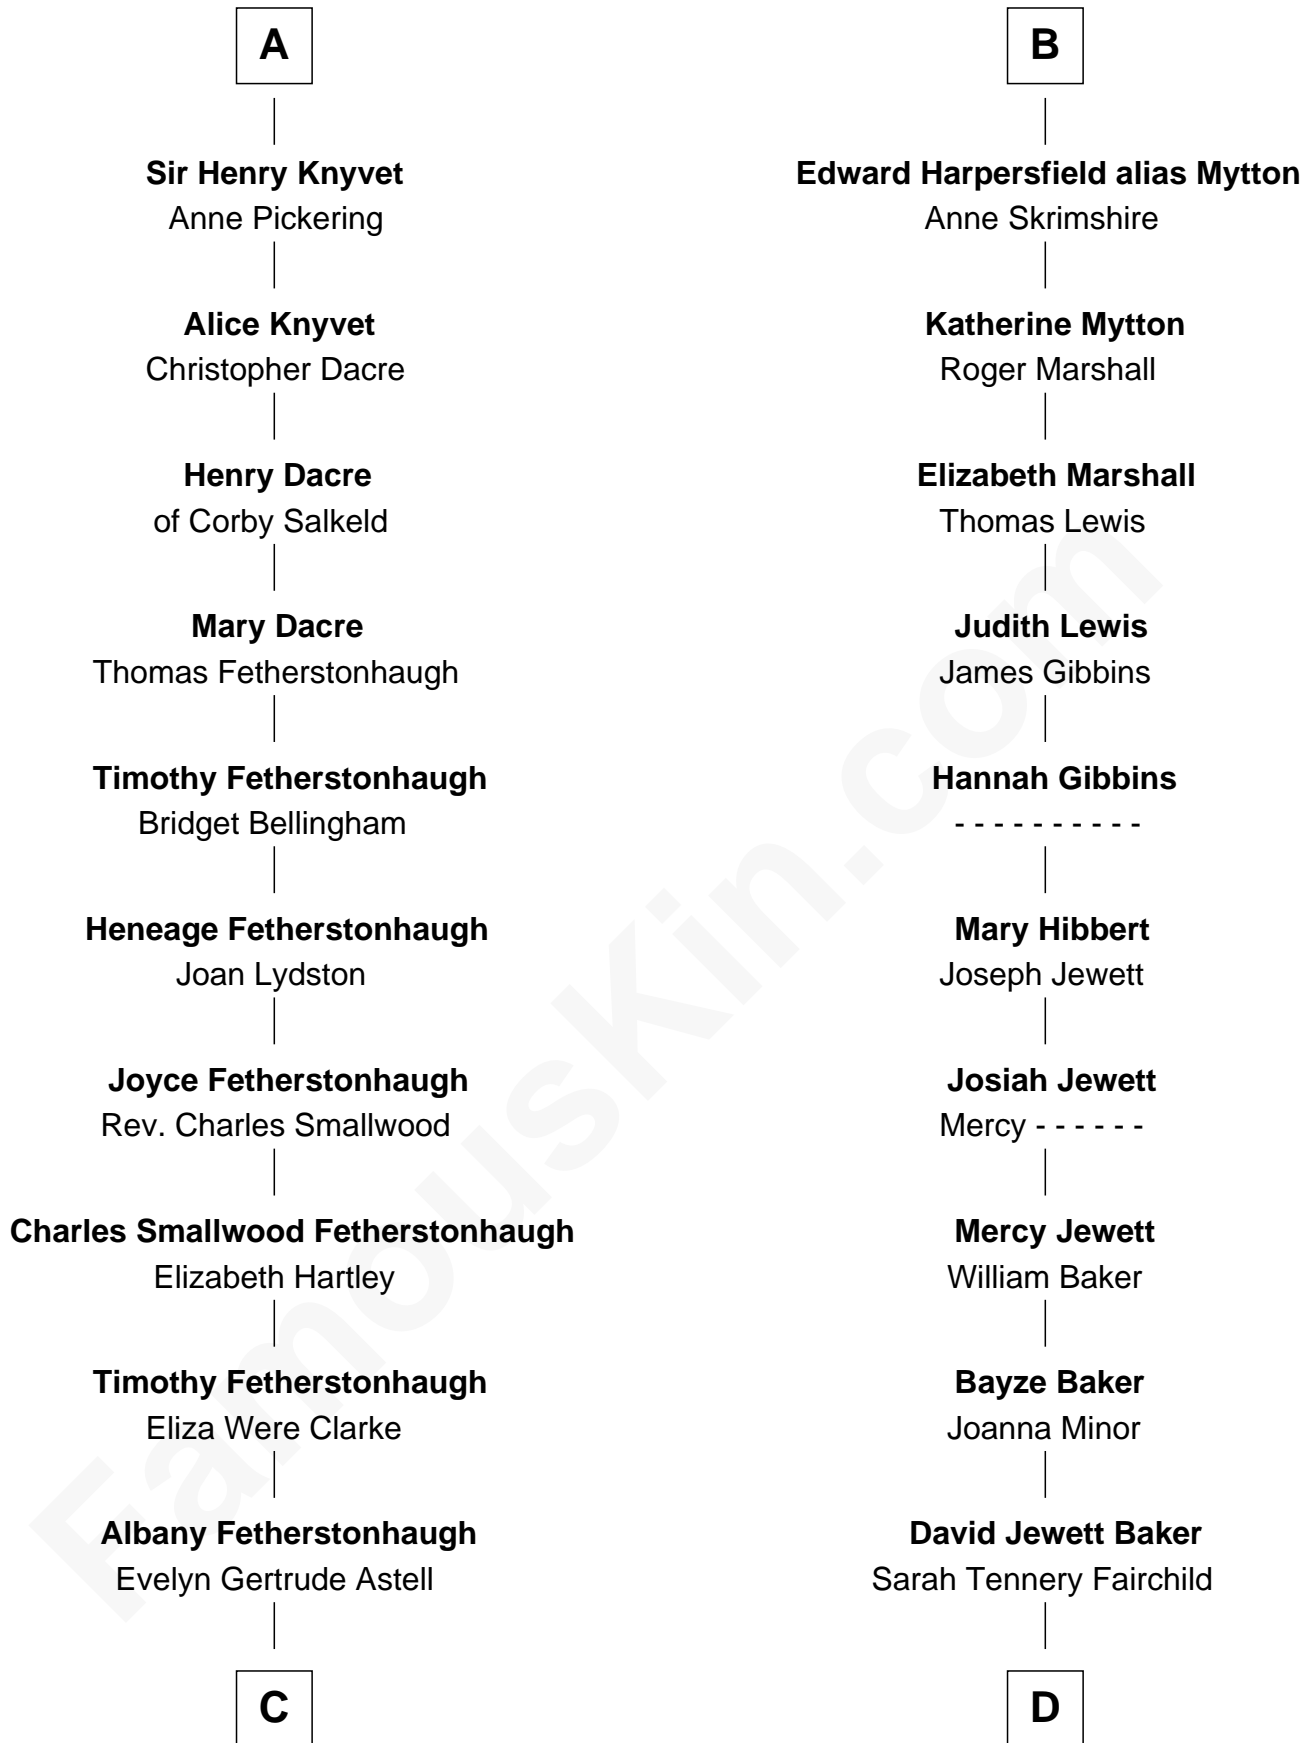 A
Sir Henry Knyvet
Anne Pickering
Alice Knyvet
Christopher Dacre
Henry Dacre
of Corby Salkeld
Mary Dacre
Thomas Fetherstonhaugh
Timothy Fetherstonhaugh
Bridget Bellingham
Heneage Fetherstonhaugh
Joan Lydston
Joyce Fetherstonhaugh
Rev. Charles Smallwood
Charles Smallwood Fetherstonhaugh
Elizabeth Hartley
Timothy Fetherstonhaugh
Eliza Were Clarke
Albany Fetherstonhaugh
Evelyn Gertrude Astell
C
B
Edward Harpersfield alias Mytton
Anne Skrimshire
Katherine Mytton
Roger Marshall
Elizabeth Marshall
Thomas Lewis
Judith Lewis
James Gibbins
Hannah Gibbins
- - - - - - - - - -
Mary Hibbert
Joseph Jewett
Josiah Jewett
Mercy - - - - - -
Mercy Jewett
William Baker
Bayze Baker
Joanna Minor
David Jewett Baker
Sarah Tennery Fairchild
D
FamousKin.com